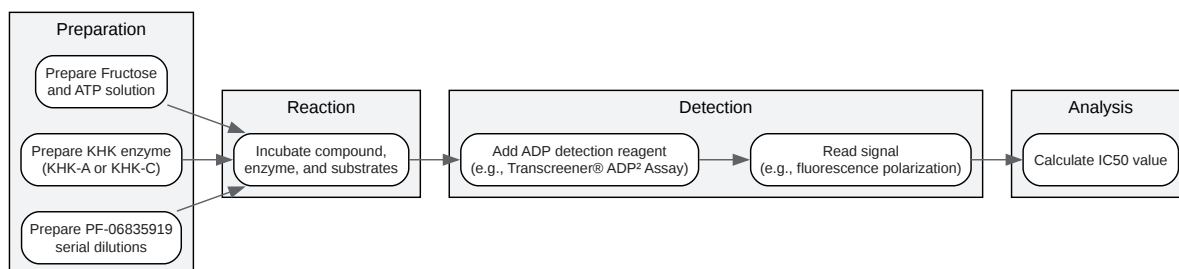 Preparation
Prepare Fructose
and ATP solution
Prepare KHK enzyme
(KHK-A or KHK-C)
Prepare PF-06835919
serial dilutions
Reaction
Incubate compound,
enzyme, and substrates
Detection
Add ADP detection reagent
(e.g., Transcreener® ADP² Assay)
Read signal
(e.g., fluorescence polarization)
Analysis
Calculate IC50 value